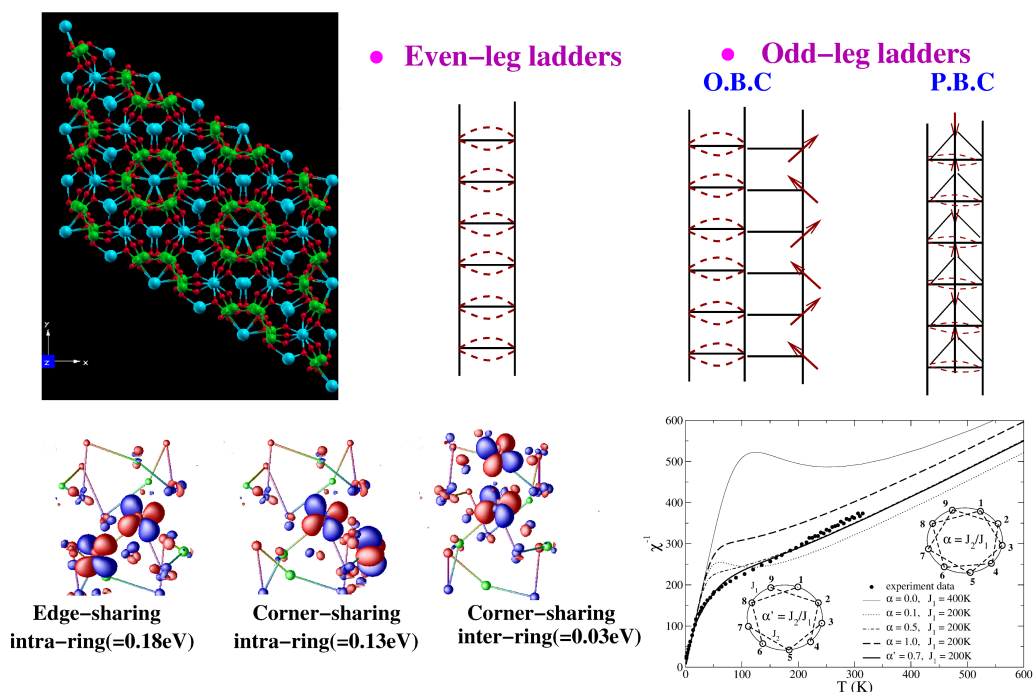 Even−leg ladders
Odd−leg ladders
O.B.C
P.B.C
Y
Z
X
Edge−sharing
intra−ring(=0.18eV)
Corner−sharing
intra−ring(=0.13eV)
Corner−sharing
inter−ring(=0.03eV)
600
500
400
300
200
100
0
χ⁻¹
0
100
200
300
400
500
600
T (K)
9
1
8
2
7
3
6
5
4
α = J₂/J₁
J₁
9
1
8
2
7
3
6
5
4
J₂
α’ = J₂/J₁
experiment data
α = 0.0, J₁ = 400K
α = 0.1, J₁ = 200K
α = 0.5, J₁ = 200K
α = 1.0, J₁ = 200K
α’ = 0.7, J₁ = 200K